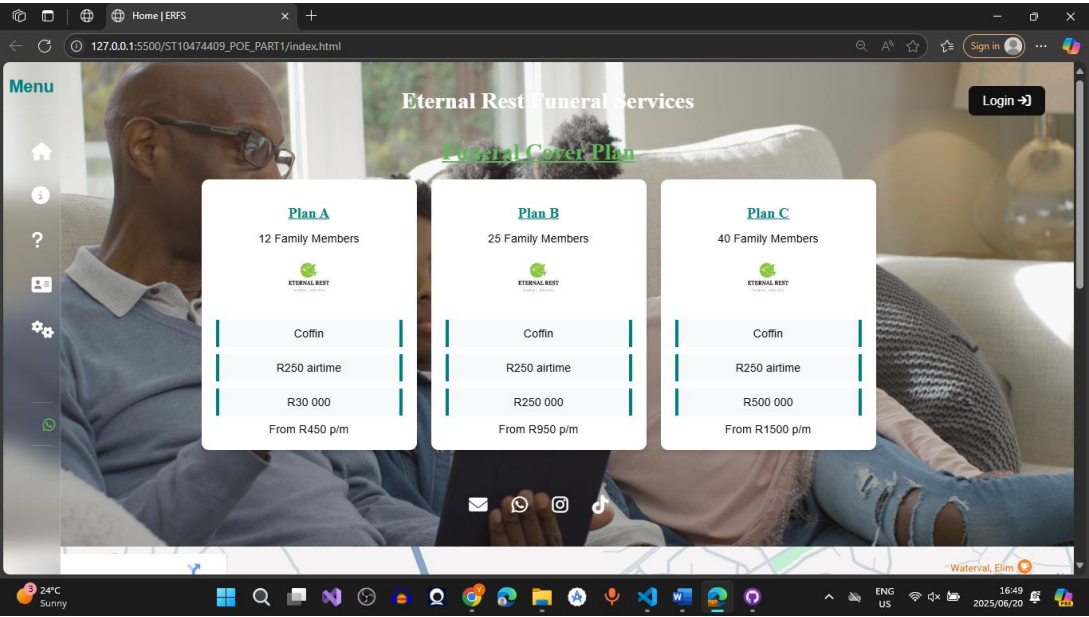 Home | ERFS
127.0.0.1:5500/ST10474409_POE_PART1/index.html
Sign in
Menu
Eternal Rest Funeral Services
Login
Funeral Cover Plan
Plan A
12 Family Members
ETERNAL REST
Coffin
R250 airtime
R30 000
From R450 p/m
Plan B
25 Family Members
ETERNAL REST
Coffin
R250 airtime
R250 000
From R950 p/m
Plan C
40 Family Members
ETERNAL REST
Coffin
R250 airtime
R500 000
From R1500 p/m
Waterval, Elim
3
24°C
Sunny
ENG
US
16:49
2025/06/20